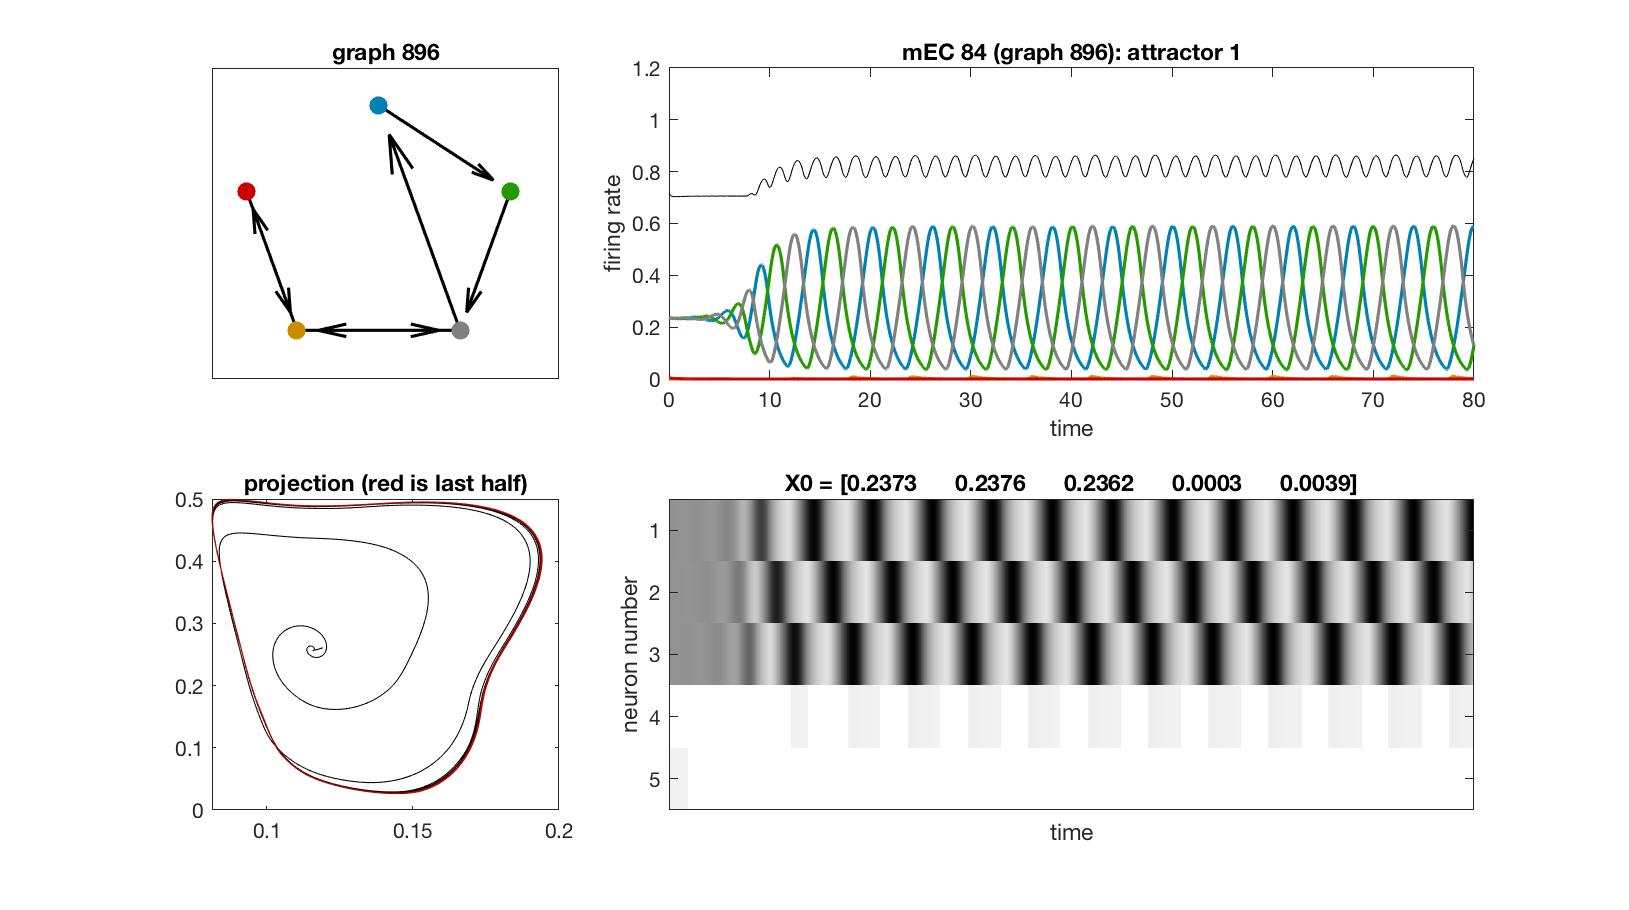 graph 896
mEC 84 (graph 896): attractor 1
1.2
1
0.8
0.6
0.4
0.2
0
firing rate
0 10 20 30 40 50 60 70 80
time
projection (red is last half)
0.5
0.4
0.3
0.2
0.1
0
0.1 0.15 0.2
X0 = [0.2373 0.2376 0.2362 0.0003 0.0039]
1
2
3
4
5
neuron number
time